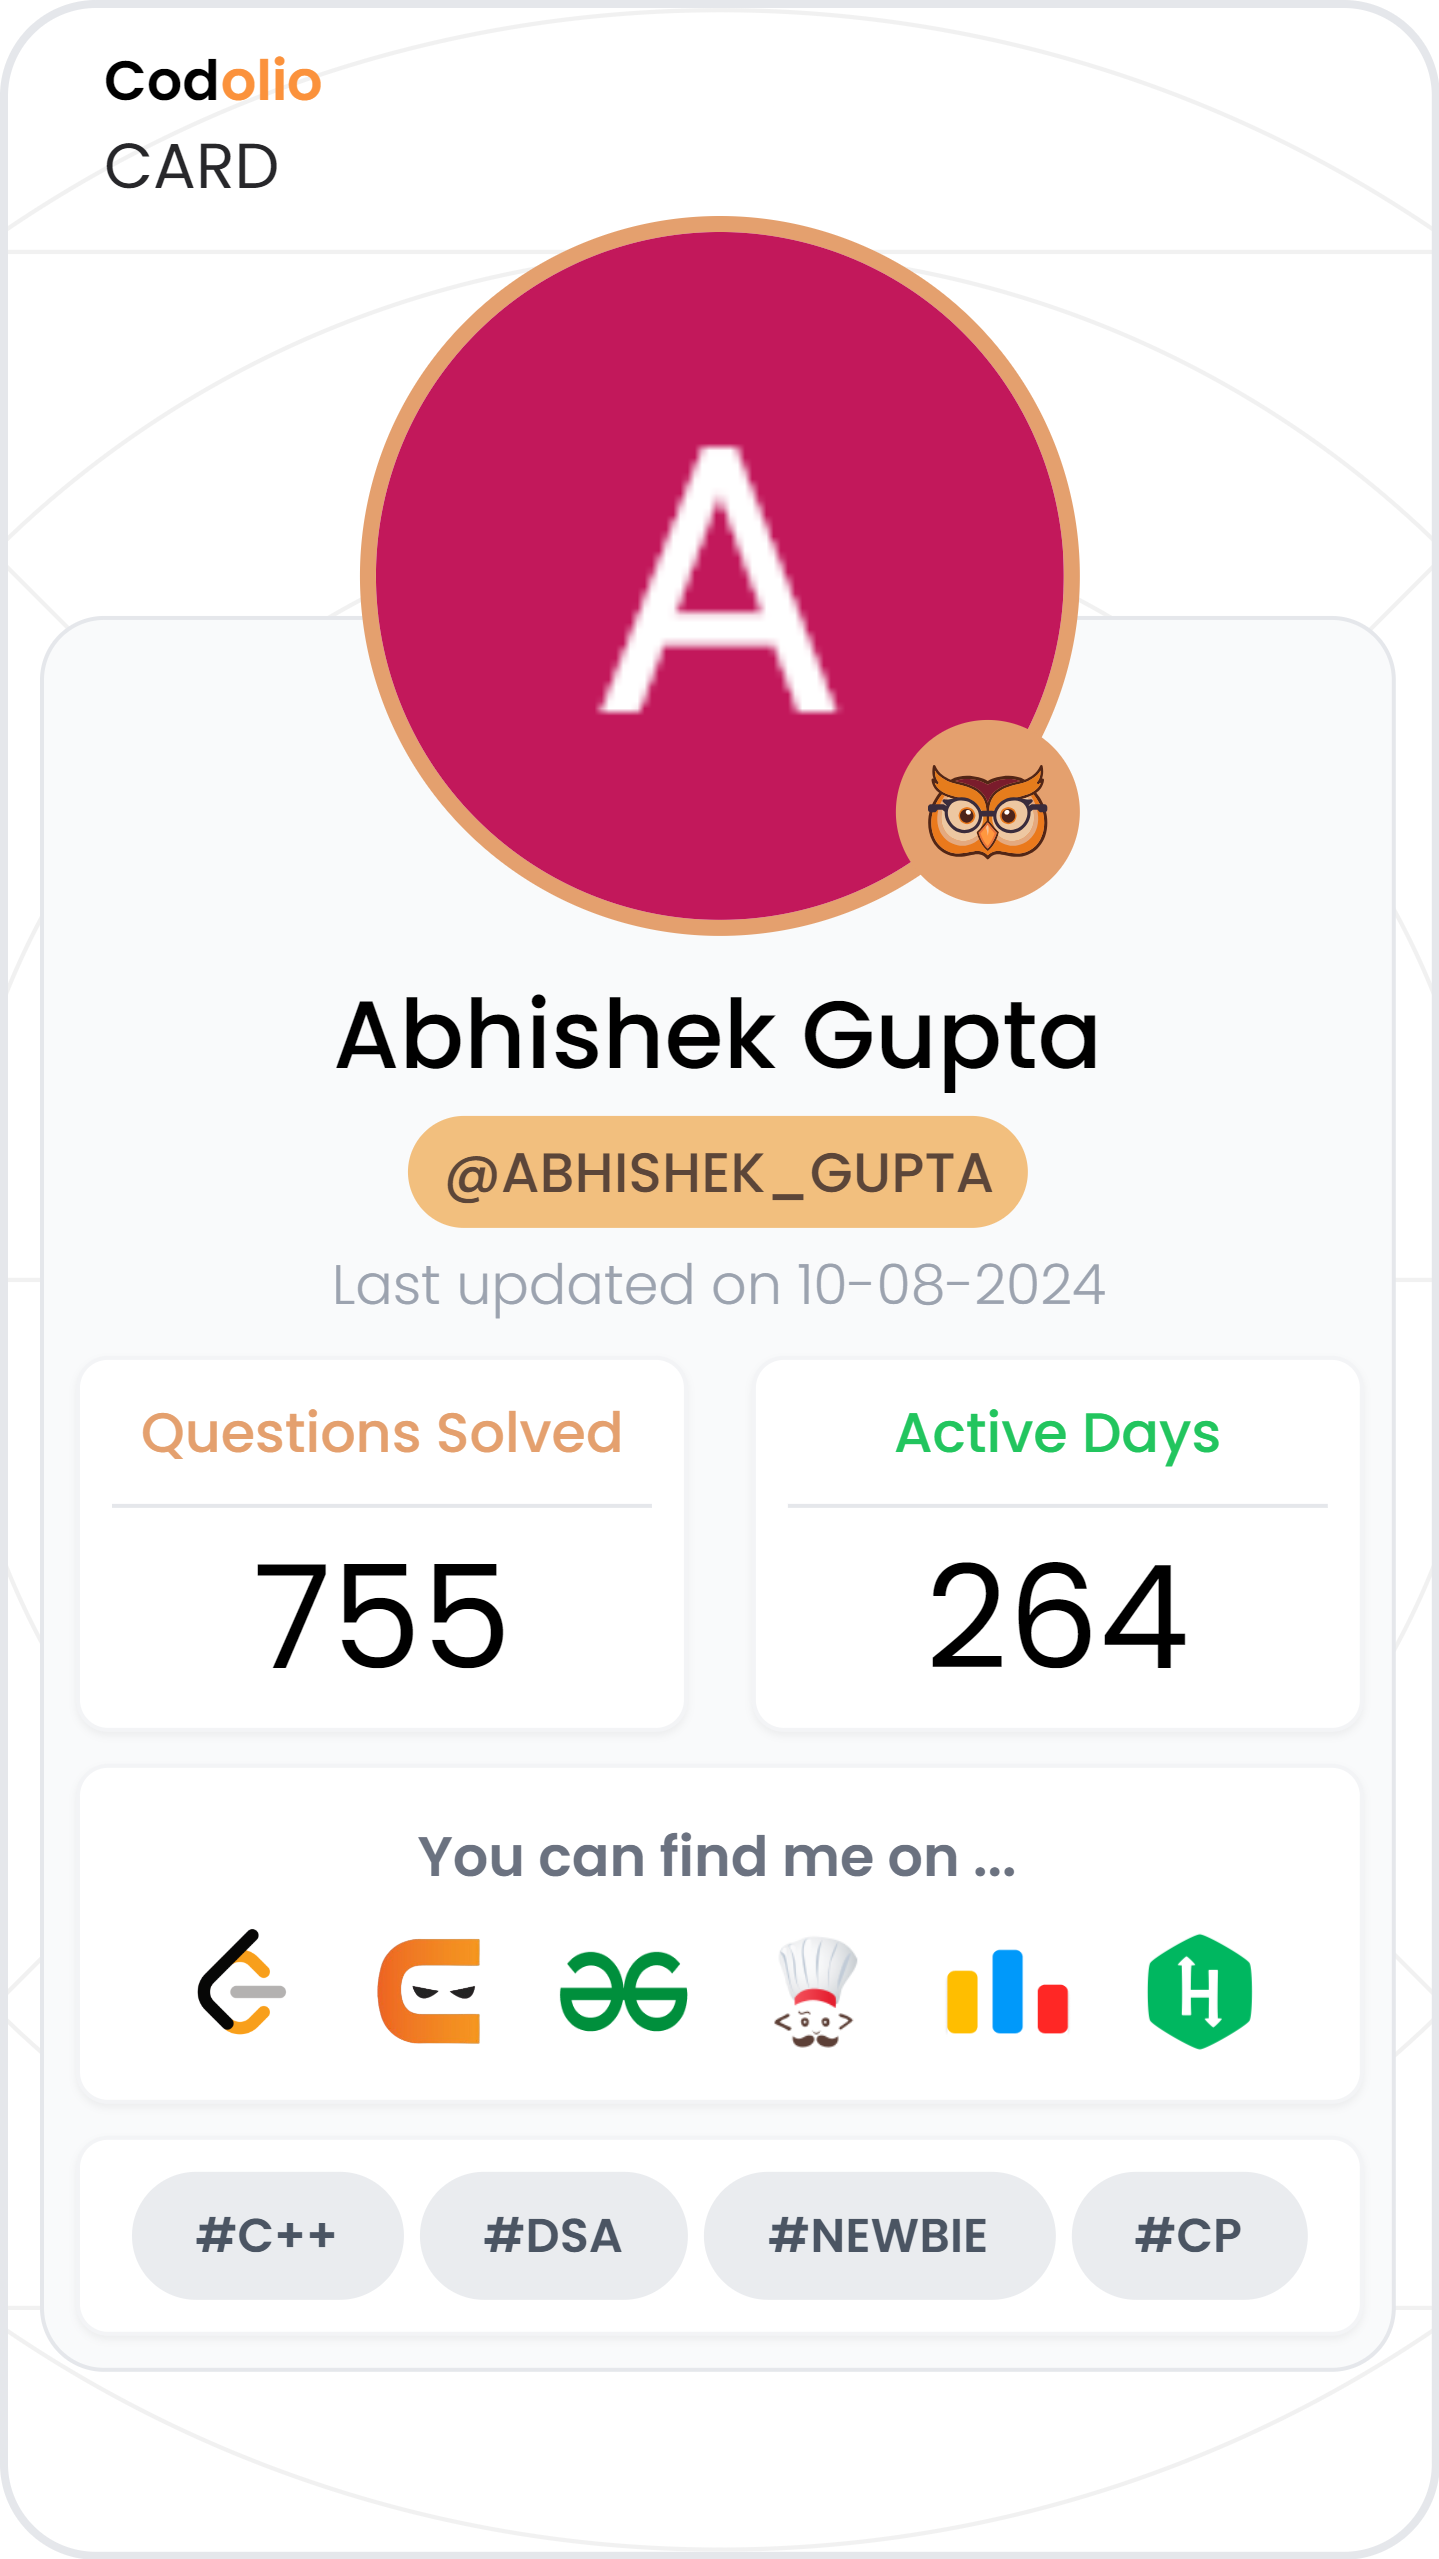 Codolio
CARD
A
Abhishek Gupta
@ABHISHEK_GUPTA
Last updated on 10-08-2024
Questions Solved
Active Days
755
264
You can find me on ...
H
#C++ #DSA #NEWBIE #CP